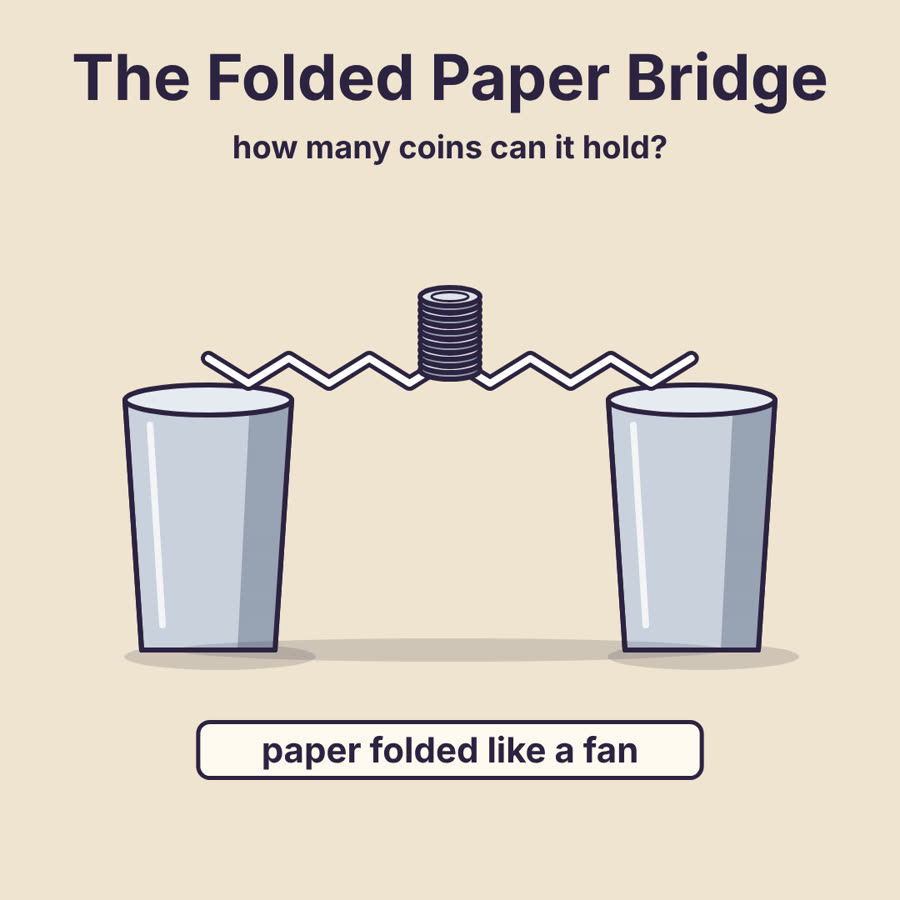 The Folded Paper Bridge
how many coins can it hold?
paper folded like a fan